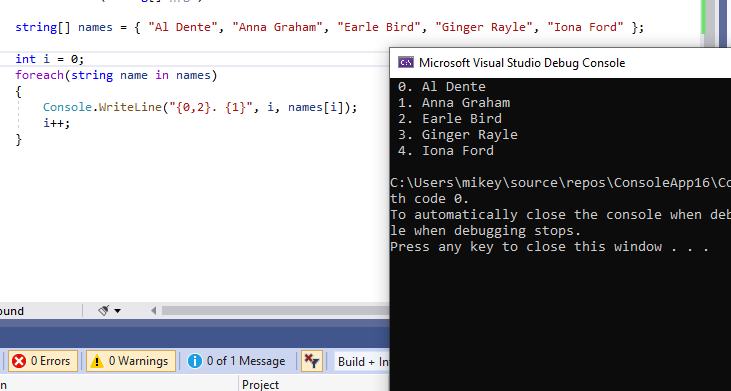 string[] names = { "Al Dente", "Anna Graham", "Earle Bird", "Ginger Rayle", "Iona Ford" };
int i = 0;
foreach(string name in names)
{
Console.WriteLine("{0,2}. {1}", i, names[i]);
i++;
}
Microsoft Visual Studio Debug Console
0. Al Dente
1. Anna Graham
2. Earle Bird
3. Ginger Rayle
4. Iona Ford
C:\Users\mikey\source\repos\ConsoleApp16\Co
th code 0.
To automatically close the console when deb
le when debugging stops.
Press any key to close this window . . .
ound
0 Errors
0 Warnings
0 of 1 Message
Build + In
n
Project